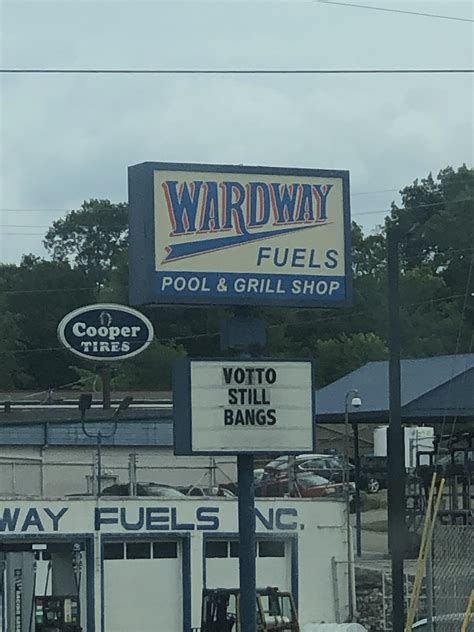 WARDWAY
FUELS
POOL & GRILL SHOP
Cooper
TIRES
VOTTO
STILL
BANGS
WAY FUELS INC.